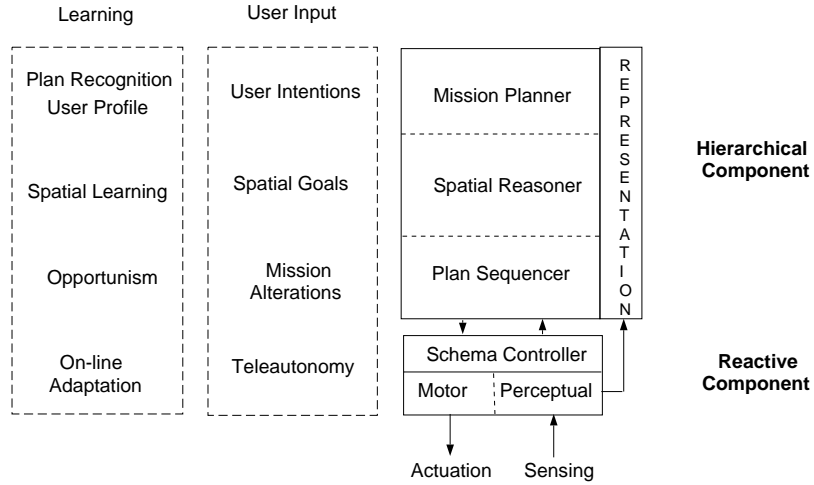 Learning
User Input
Plan Recognition
User Profile
Spatial Learning
Opportunism
On-line
Adaptation
User Intentions
Spatial Goals
Mission
Alterations
Teleautonomy
Mission Planner
Spatial Reasoner
Plan Sequencer
REPRESENTATION
Schema Controller
Motor
Perceptual
Actuation
Sensing
Hierarchical
Component
Reactive
Component